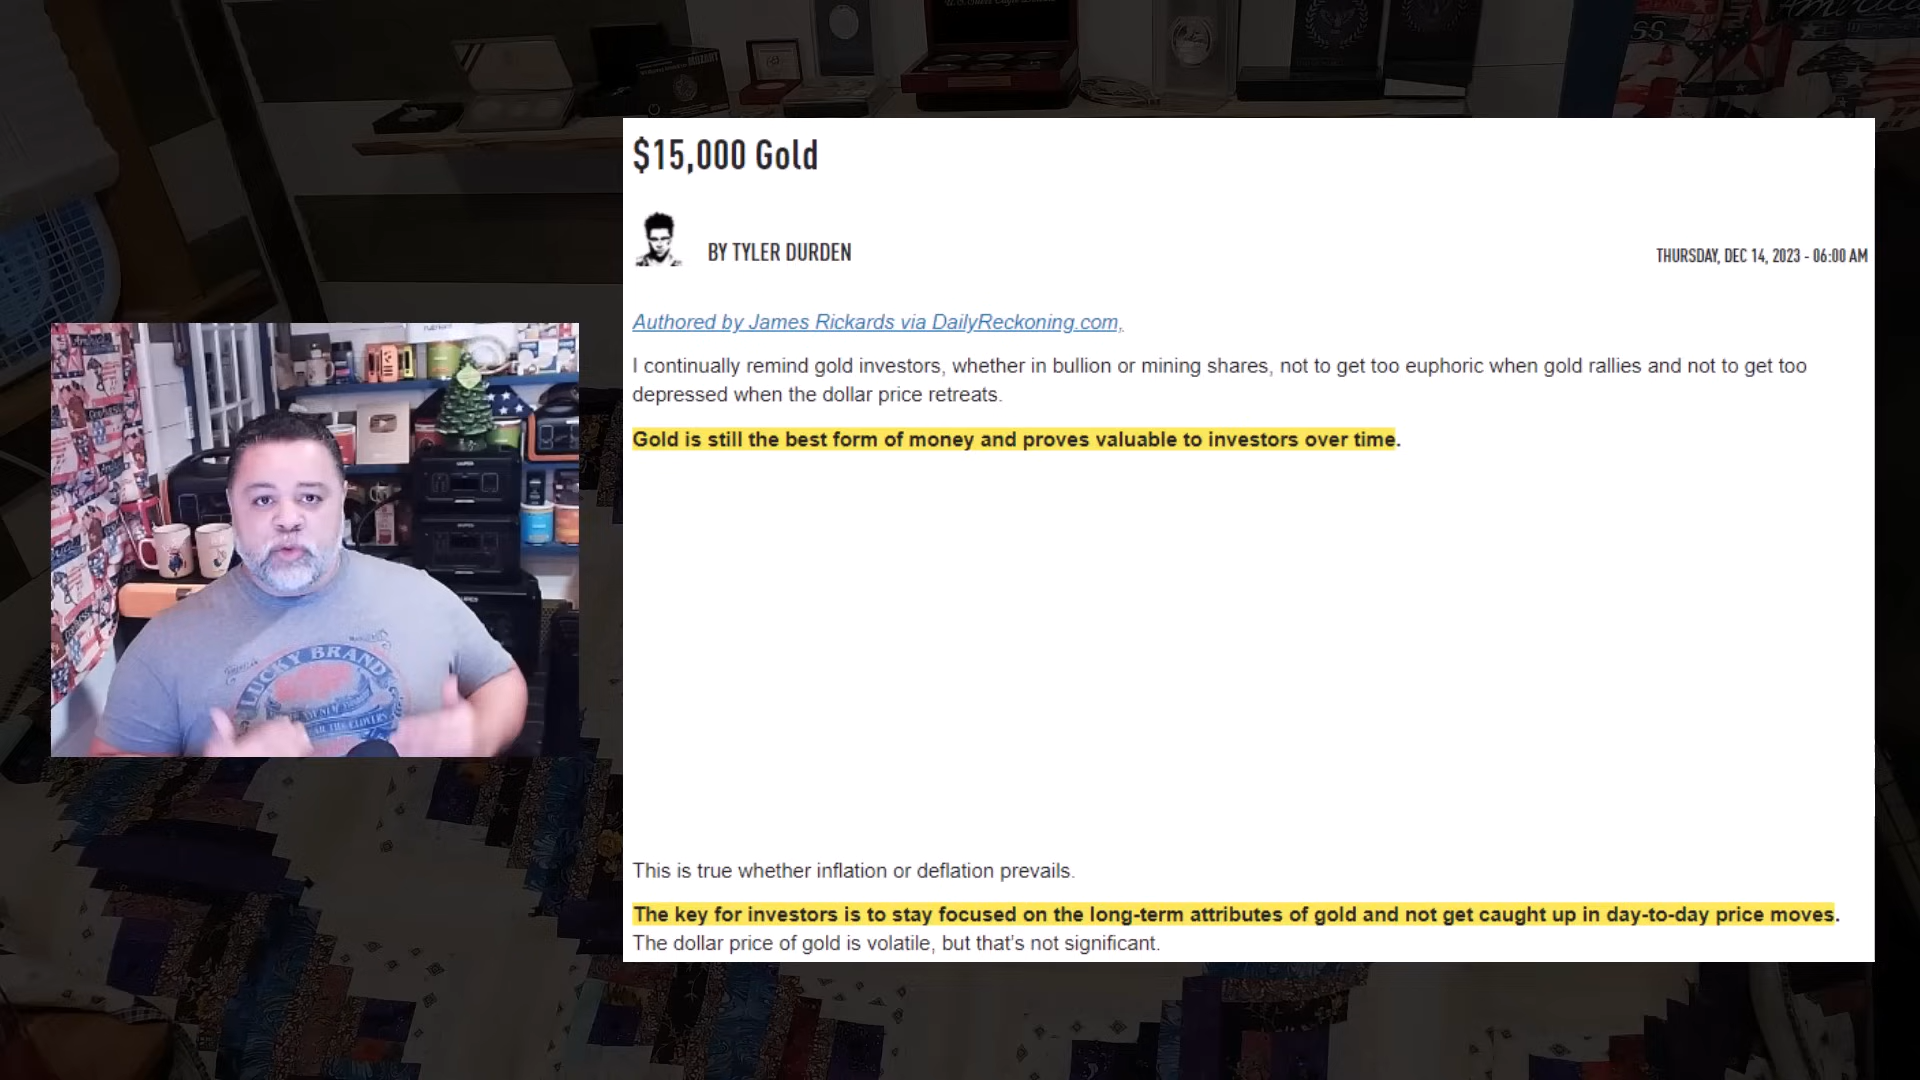 $15,000 Gold
BY TYLER DURDEN
THURSDAY, DEC 14, 2023 - 06:00 AM
Authored by James Rickards via DailyReckoning.com,
I continually remind gold investors, whether in bullion or mining shares, not to get too euphoric when gold rallies and not to get too
depressed when the dollar price retreats.
Gold is still the best form of money and proves valuable to investors over time.
This is true whether inflation or deflation prevails.
The key for investors is to stay focused on the long-term attributes of gold and not get caught up in day-to-day price moves.
The dollar price of gold is volatile, but that's not significant.
LUCKY BRAND